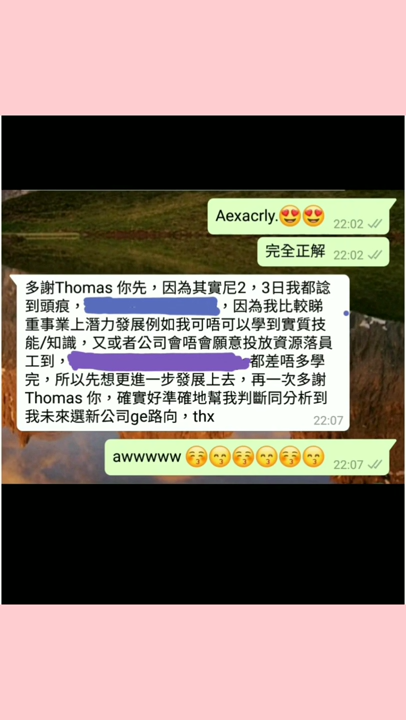 Aexacrly.😍😍
22:02
完全正解
22:02
多謝Thomas 你先，因為其實尼2，3日我都諗
到頭痕，，因為我比較睇
重事業上潛力發展例如我可唔可以學到實質技
能/知識，又或者公司會唔會願意投放資源落員
工到，都差唔多學
完，所以先想更進一步發展上去，再一次多謝
Thomas 你，確實好準確地幫我判斷同分析到
我未來選新公司ge路向，thx
22:07
awwwww 😚😙😚😙😚😙
22:07